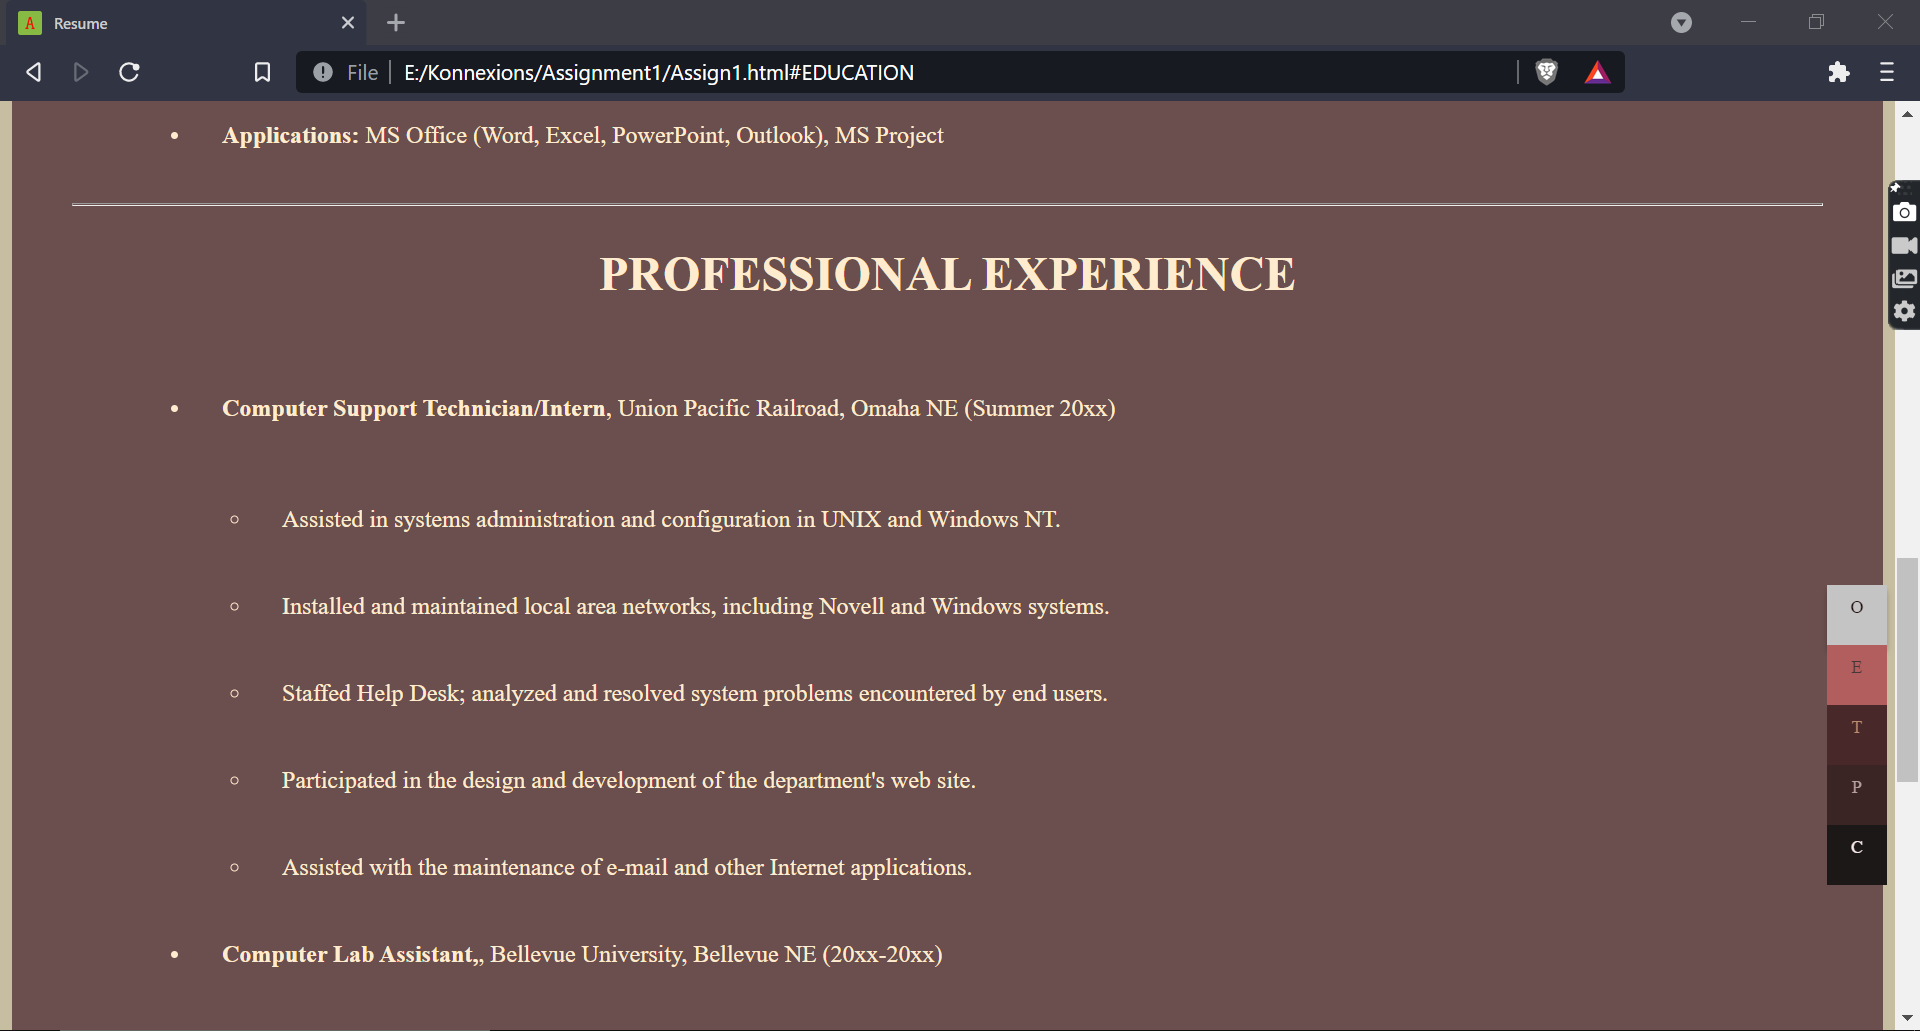 A Resume
File E:/Konnexions/Assignment1/Assign1.html#EDUCATION
• Applications: MS Office (Word, Excel, PowerPoint, Outlook), MS Project
PROFESSIONAL EXPERIENCE
• Computer Support Technician/Intern, Union Pacific Railroad, Omaha NE (Summer 20xx)
○ Assisted in systems administration and configuration in UNIX and Windows NT.
○ Installed and maintained local area networks, including Novell and Windows systems.
○ Staffed Help Desk; analyzed and resolved system problems encountered by end users.
○ Participated in the design and development of the department's web site.
○ Assisted with the maintenance of e-mail and other Internet applications.
• Computer Lab Assistant,, Bellevue University, Bellevue NE (20xx-20xx)
O
E
T
P
C